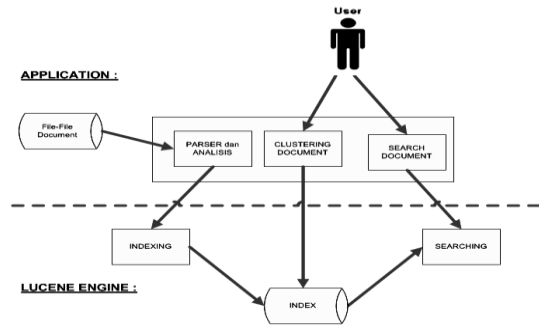 User
APPLICATION :
File-File
Document
PARSER dan
ANALISIS
CLUSTERING
DOCUMENT
SEARCH
DOCUMENT
INDEXING
SEARCHING
LUCENE ENGINE :
INDEX